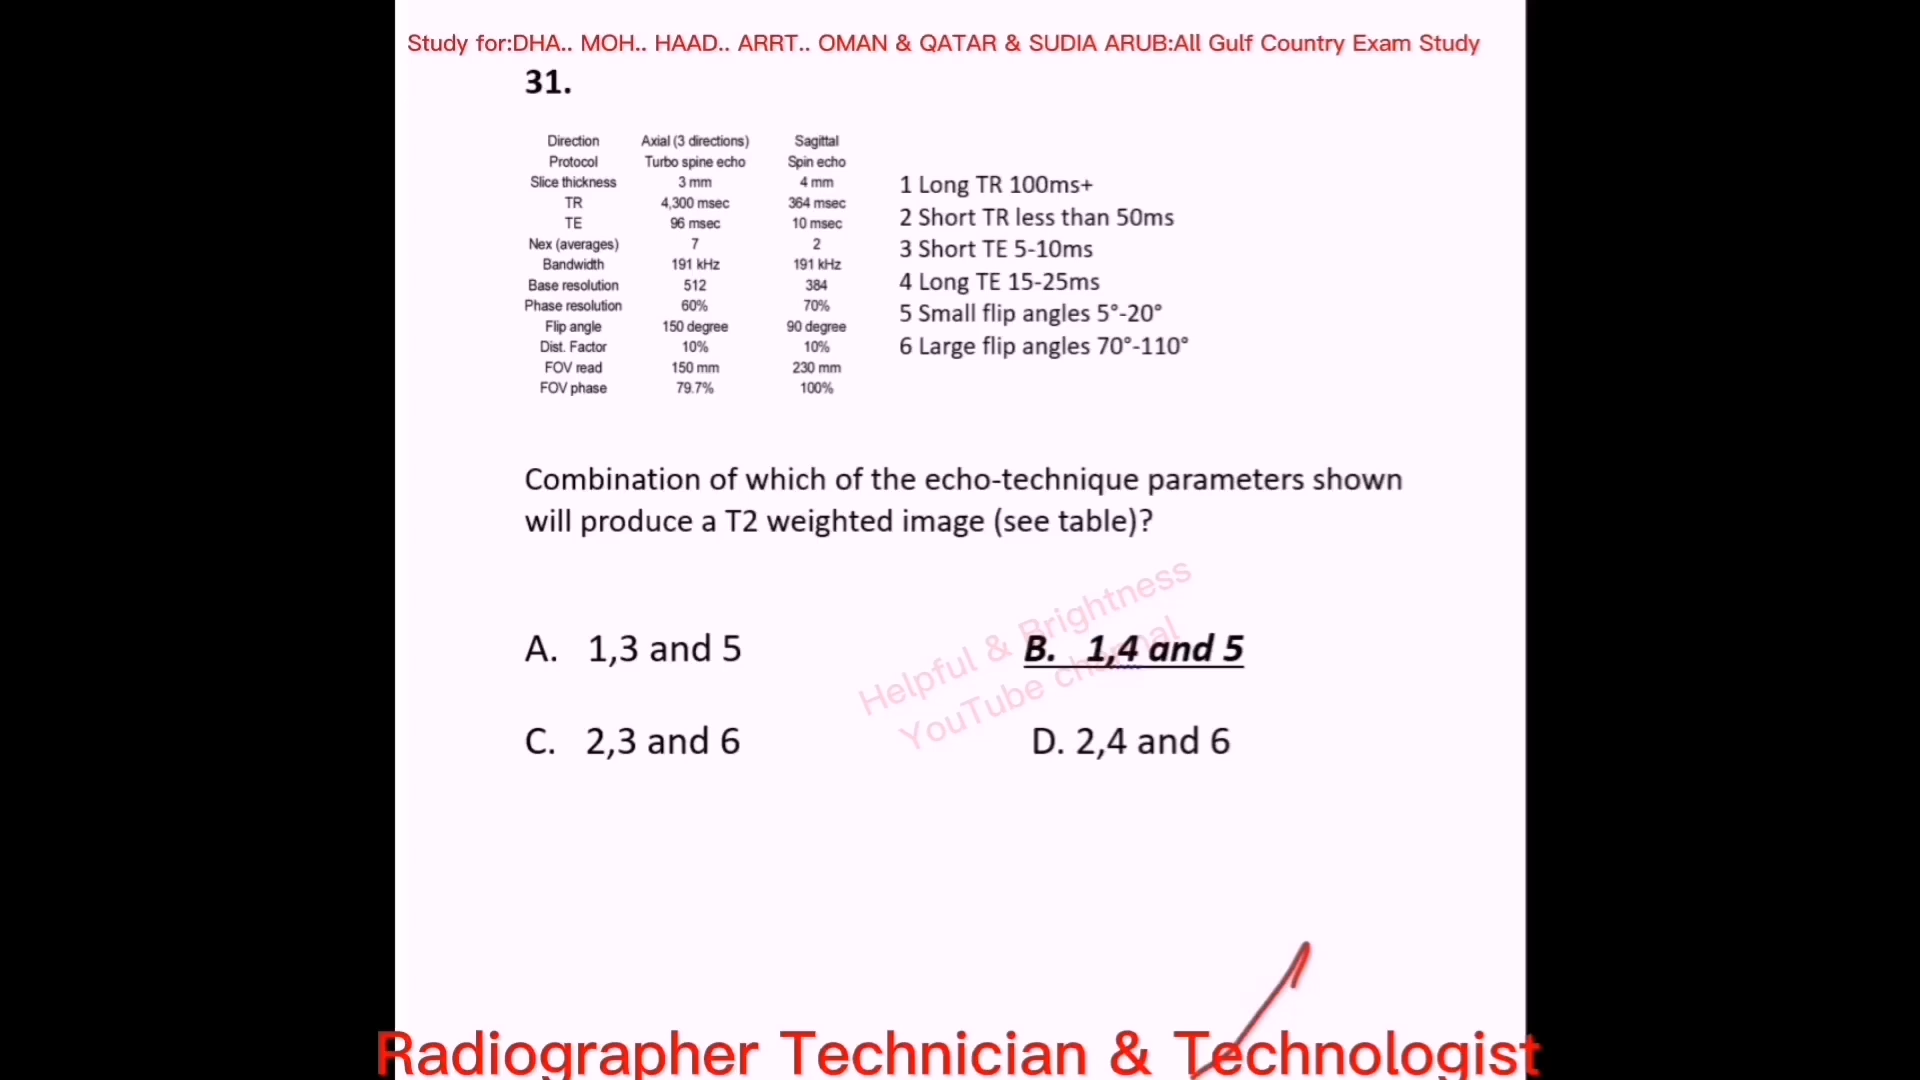 Study for:DHA.. MOH.. HAAD.. ARRT.. OMAN & QATAR & SUDIA ARUB:All Gulf Country Exam Study
31.
Direction Axial (3 directions) Sagittal
Protocol Turbo spine echo Spin echo
Slice thickness 3 mm 4 mm
TR 4,300 msec 364 msec
TE 96 msec 10 msec
Nex (averages) 7 2
Bandwidth 191 kHz 191 kHz
Base resolution 512 384
Phase resolution 60% 70%
Flip angle 150 degree 90 degree
Dist. Factor 10% 10%
FOV read 150 mm 230 mm
FOV phase 79.7% 100%
1 Long TR 100ms+
2 Short TR less than 50ms
3 Short TE 5-10ms
4 Long TE 15-25ms
5 Small flip angles 5°-20°
6 Large flip angles 70°-110°
Combination of which of the echo-technique parameters shown
will produce a T2 weighted image (see table)?
A. 1,3 and 5
B. 1,4 and 5
C. 2,3 and 6
D. 2,4 and 6
Helpful & Brightness
YouTube channal
Radiographer Technician & Technologist